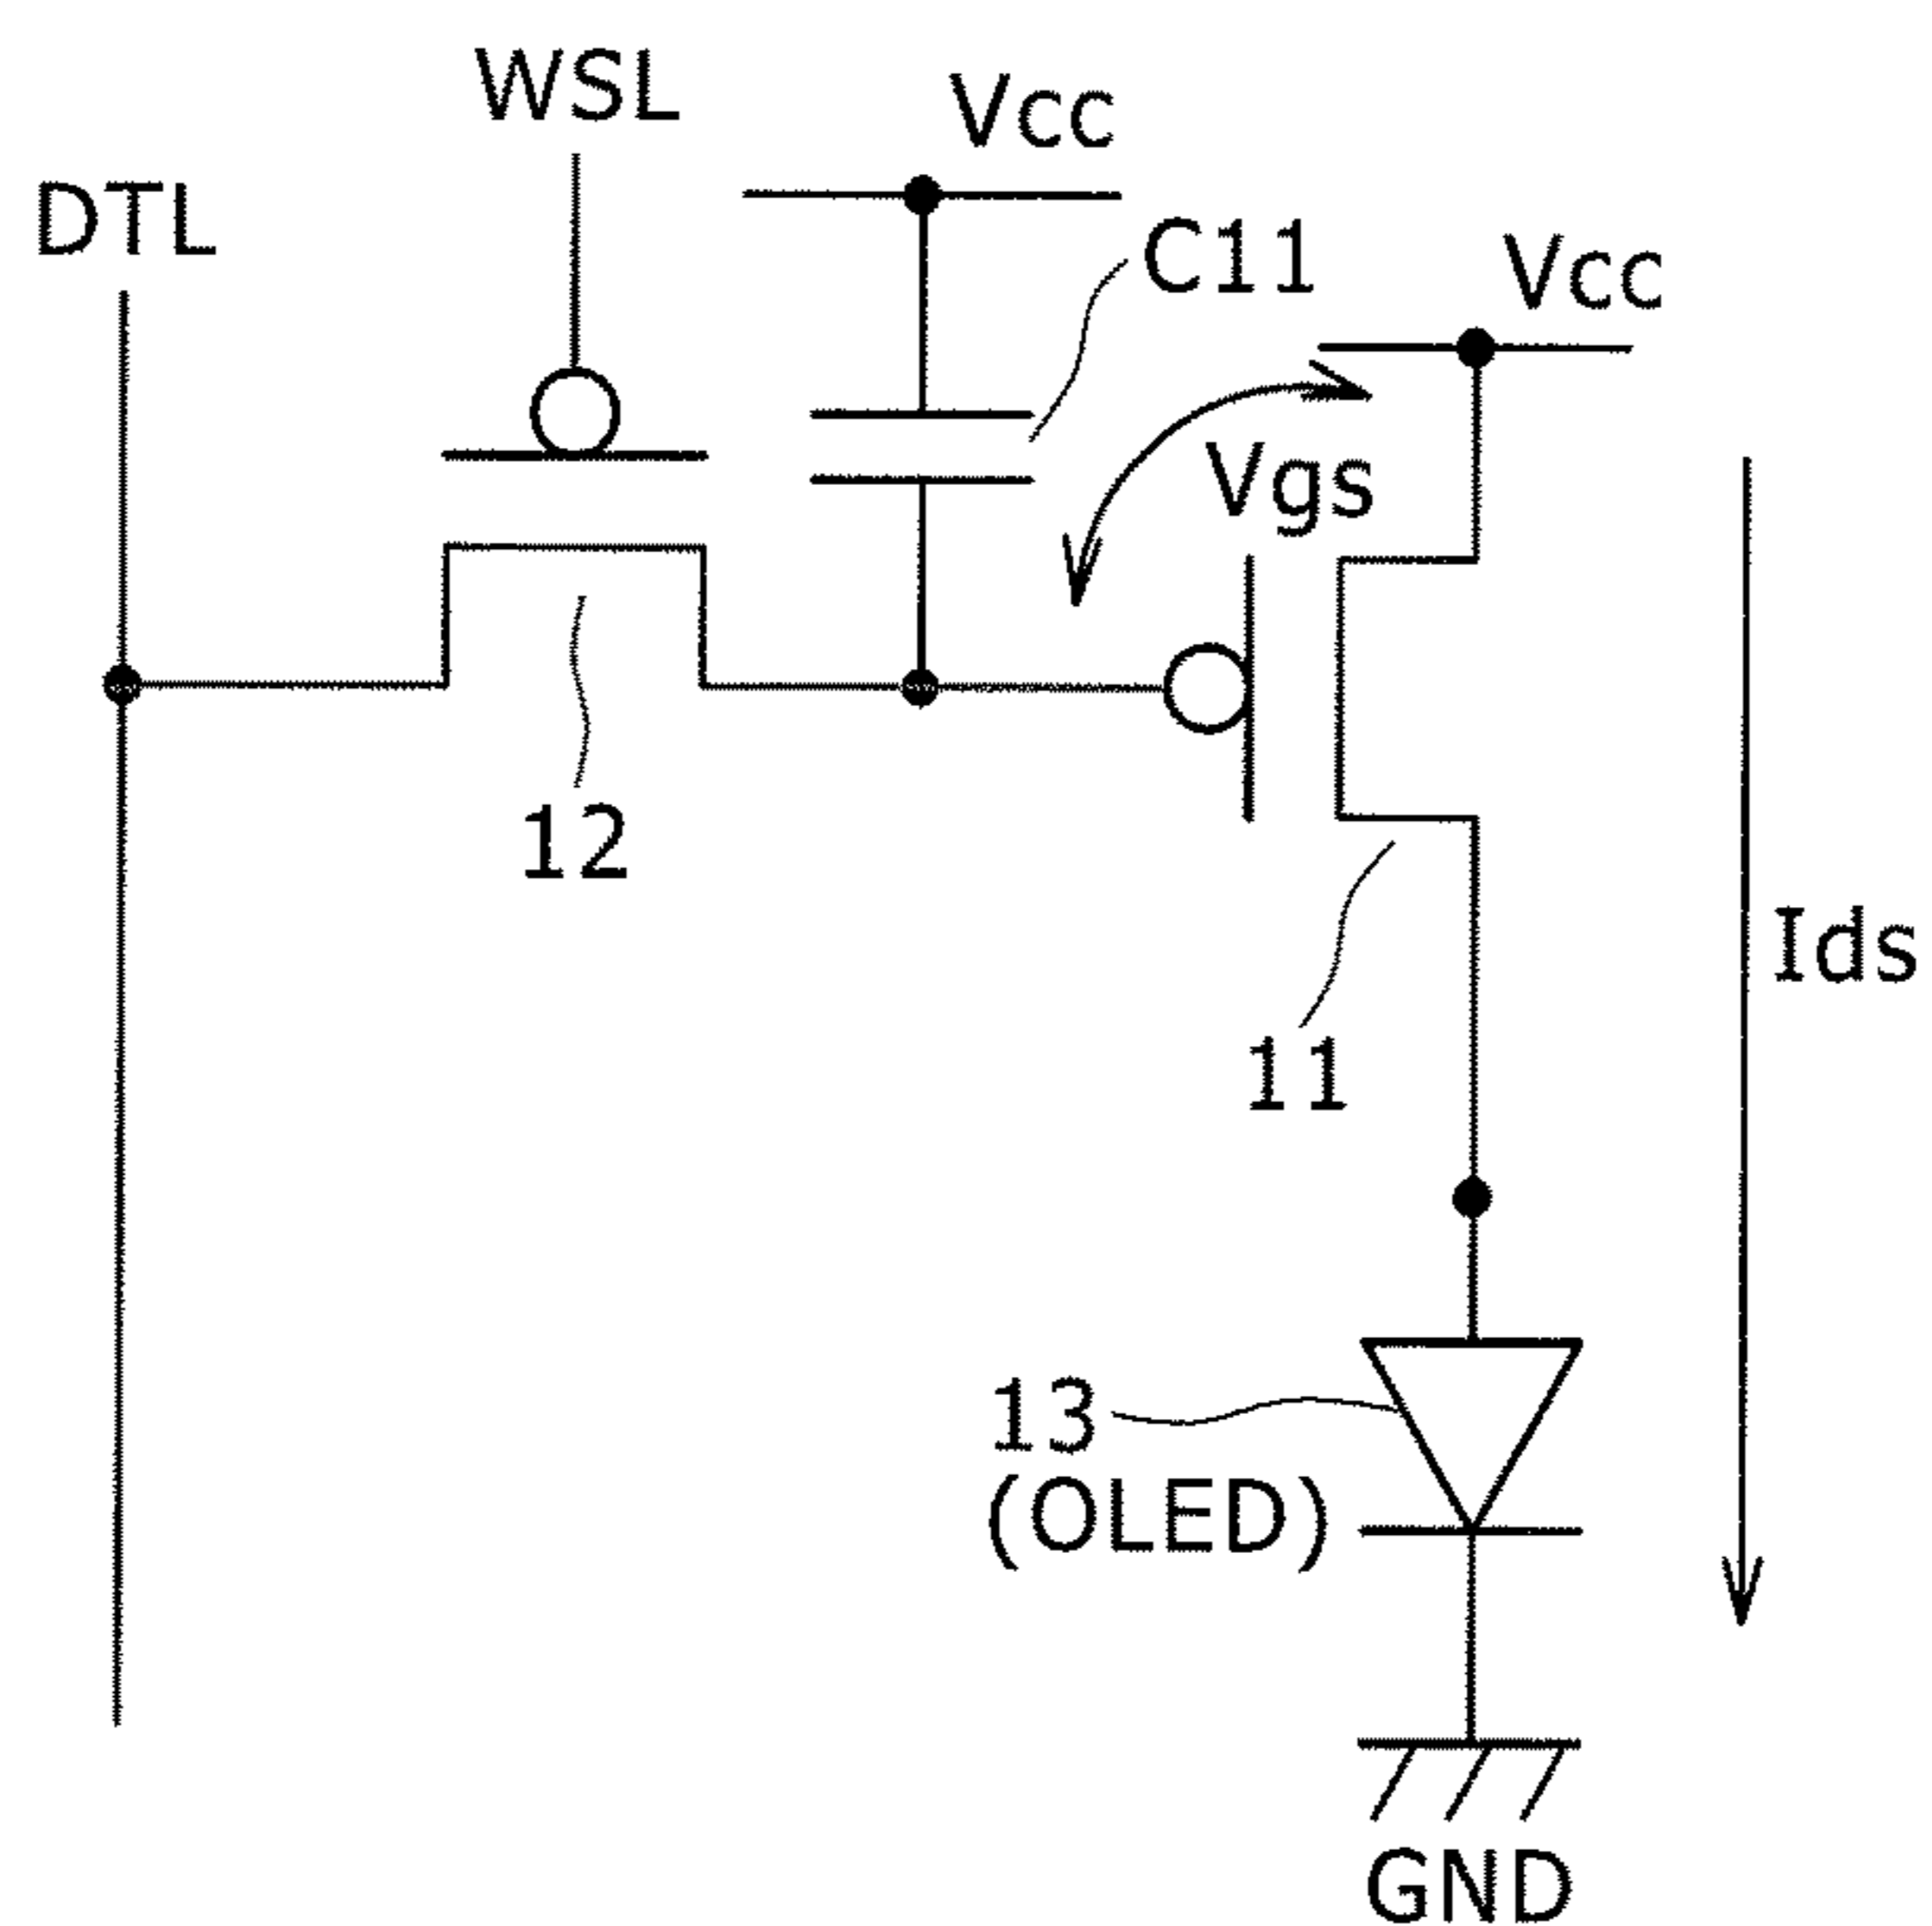 WSL
Vcc
DTL
C11
Vcc
Vgs
12
Ids
11
13
(OLED)
GND